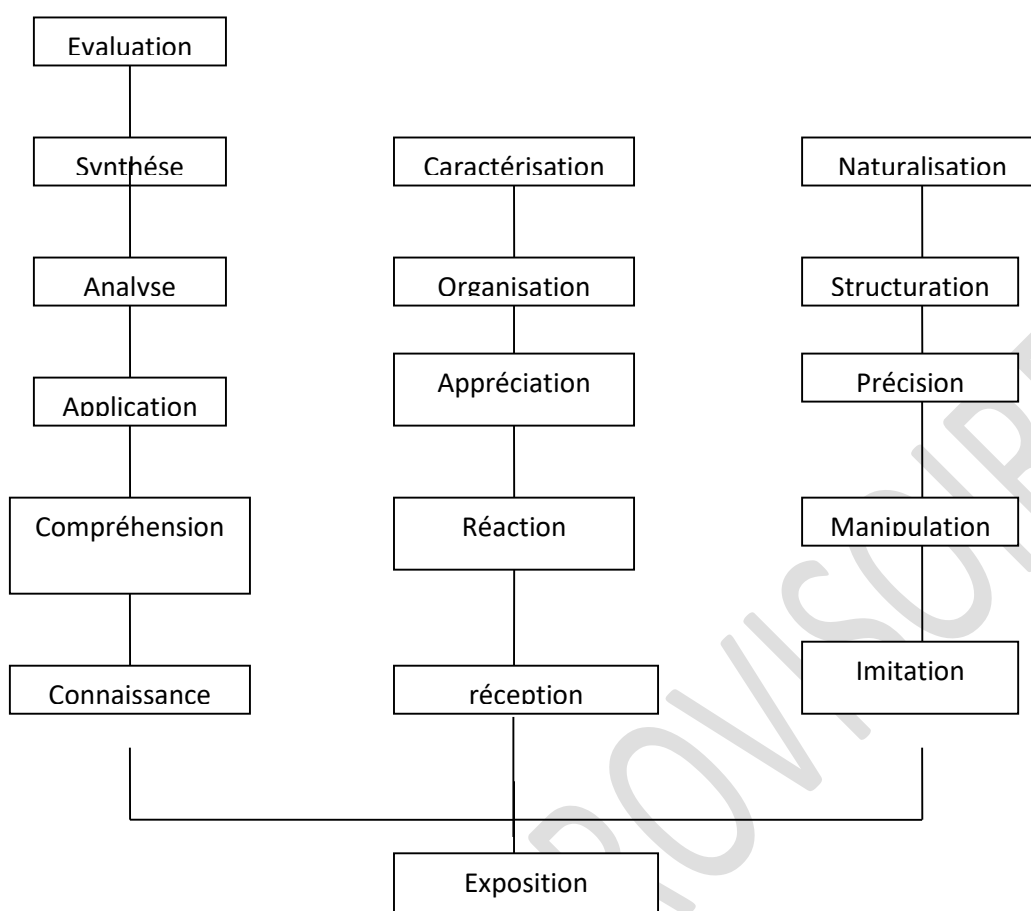 Evaluation
Synthése
Caractérisation
Naturalisation
Analyse
Organisation
Structuration
Application
Appréciation
Précision
Compréhension
Réaction
Manipulation
Connaissance
réception
Imitation
Exposition